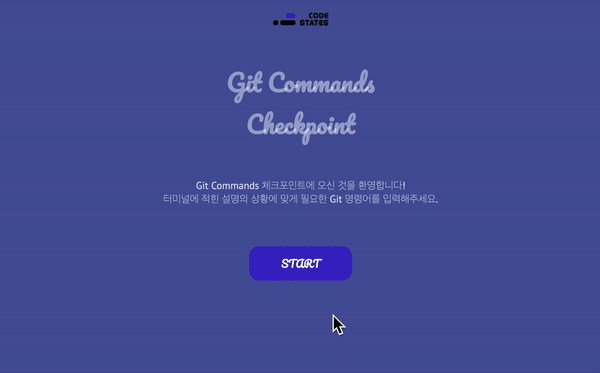 CODE
STATES
Git Commands
Checkpoint
Git Commands 체크포인트에 오신 것을 환영합니다!
터미널에 적힌 설명의 상황에 맞게 필요한 Git 명령어를 입력해주세요.
START